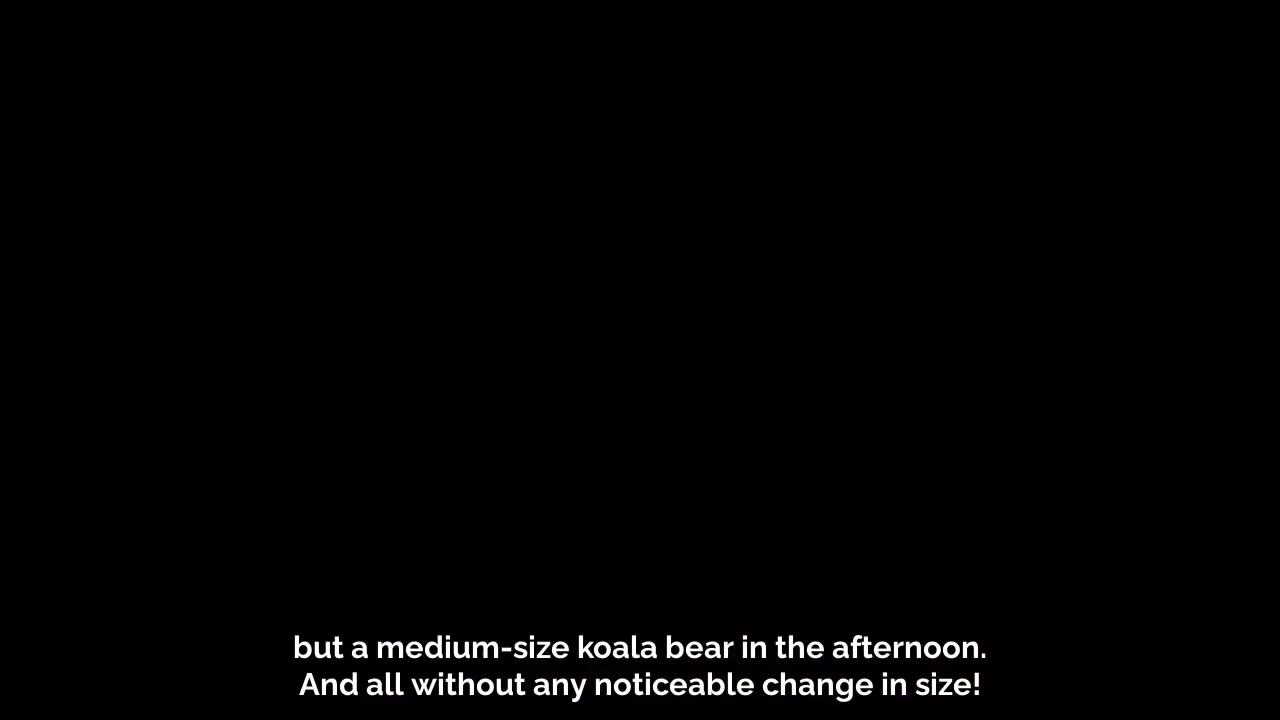 but a medium-size koala bear in the afternoon.
And all without any noticeable change in size!